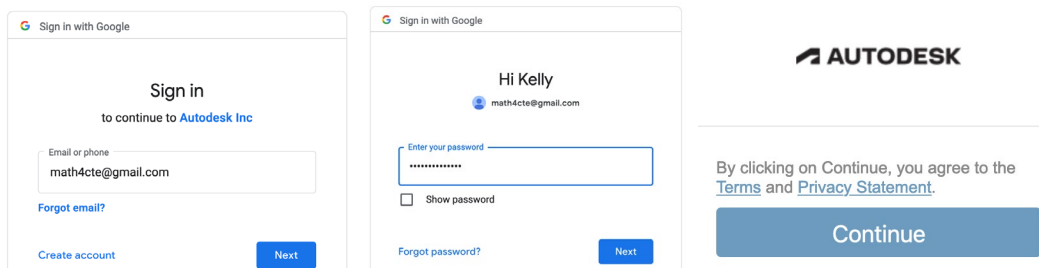 Sign in with Google
Sign in
to continue to Autodesk Inc
Email or phone
math4cte@gmail.com
Forgot email?
Create account
Next
Sign in with Google
Hi Kelly
math4cte@gmail.com
Enter your password
••••••••••••••
Show password
Forgot password?
Next
AUTODESK
By clicking on Continue, you agree to the
Terms and Privacy Statement.
Continue